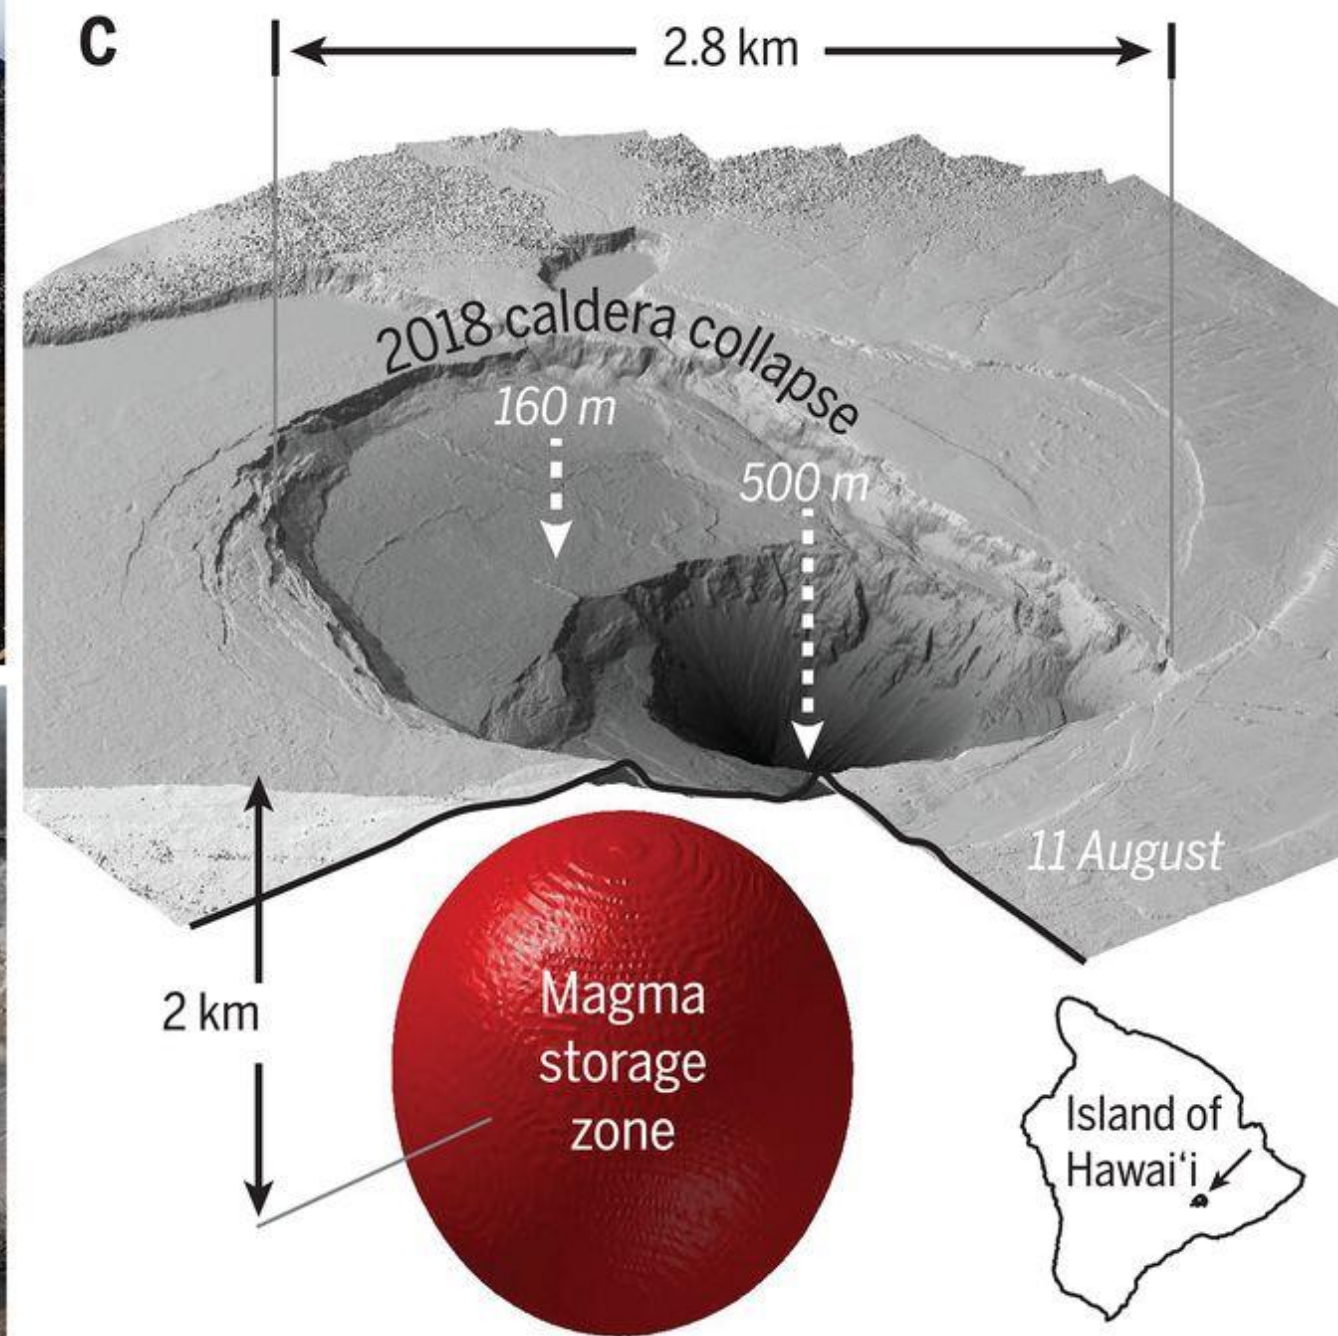 C
2.8 km
2018 caldera collapse
160 m
500 m
11 August
2 km
Magma
storage
zone
Island of
Hawai‘i